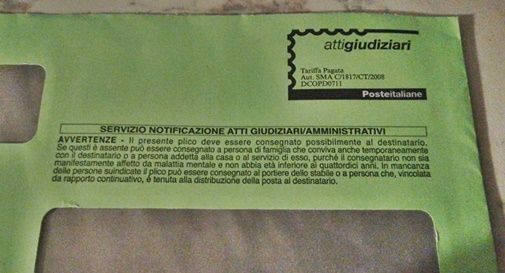 attigiudiziari
Tariffa Pagata
Aut. SMA C/1817/CT/2008
DCOPD0711
Posteitaliane
SERVIZIO NOTIFICAZIONE ATTI GIUDIZIARI/AMMINISTRATIVI
AVVERTENZE - Il presente plico deve essere consegnato possibilmente al destinatario.
Se questi è assente può essere consegnato a persona di famiglia che conviva anche temporaneamente
con il destinatario o a persona addetta alla casa o al servizio di esso, purché il consegnatario non sia
manifestamente affetto da malattia mentale e non abbia età inferiore ai quattordici anni. In mancanza
delle persone suindicate il plico può essere consegnato al portiere dello stabile o a persona che, vincolata
da rapporto continuativo, è tenuta alla distribuzione della posta al destinatario.